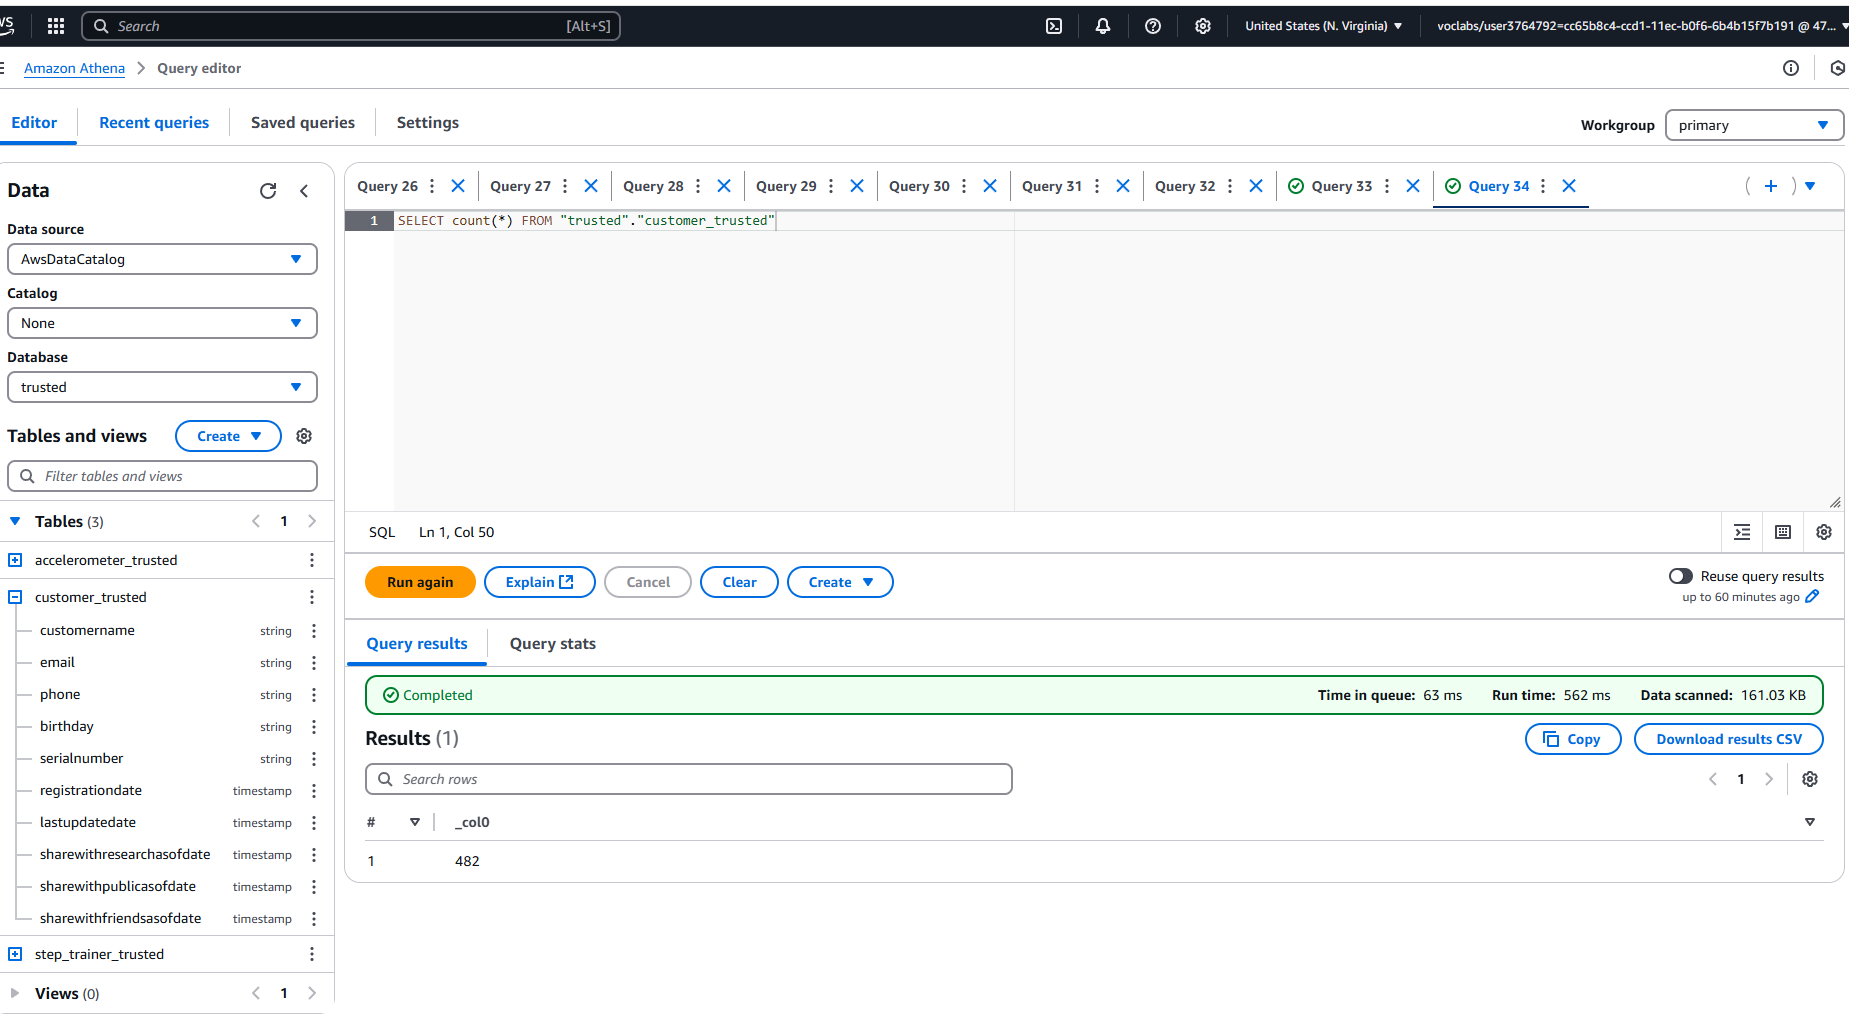 Search [Alt+S] United States (N. Virginia) voclabs/user3764792=cc65b8c4-ccd1-11ec-b0f6-6b4b15f7b191 @ 47...
Amazon Athena > Query editor
Editor Recent queries Saved queries Settings
Workgroup primary
Data
Data source
AwsDataCatalog
Catalog
None
Database
trusted
Tables and views Create
Filter tables and views
Tables (3) 1
accelerometer_trusted
customer_trusted
customername string
email string
phone string
birthday string
serialnumber string
registrationdate timestamp
lastupdatedate timestamp
sharewithresearchasofdate timestamp
sharewithpublicasofdate timestamp
sharewithfriendsasofdate timestamp
step_trainer_trusted
Views (0) 1
Query 26 Query 27 Query 28 Query 29 Query 30 Query 31 Query 32 Query 33 Query 34
1 SELECT count(*) FROM "trusted"."customer_trusted"
SQL Ln 1, Col 50
Run again Explain Cancel Clear Create
Reuse query results
up to 60 minutes ago
Query results Query stats
Completed Time in queue: 63 ms Run time: 562 ms Data scanned: 161.03 KB
Results (1) Copy Download results CSV
Search rows 1
# _col0
1 482